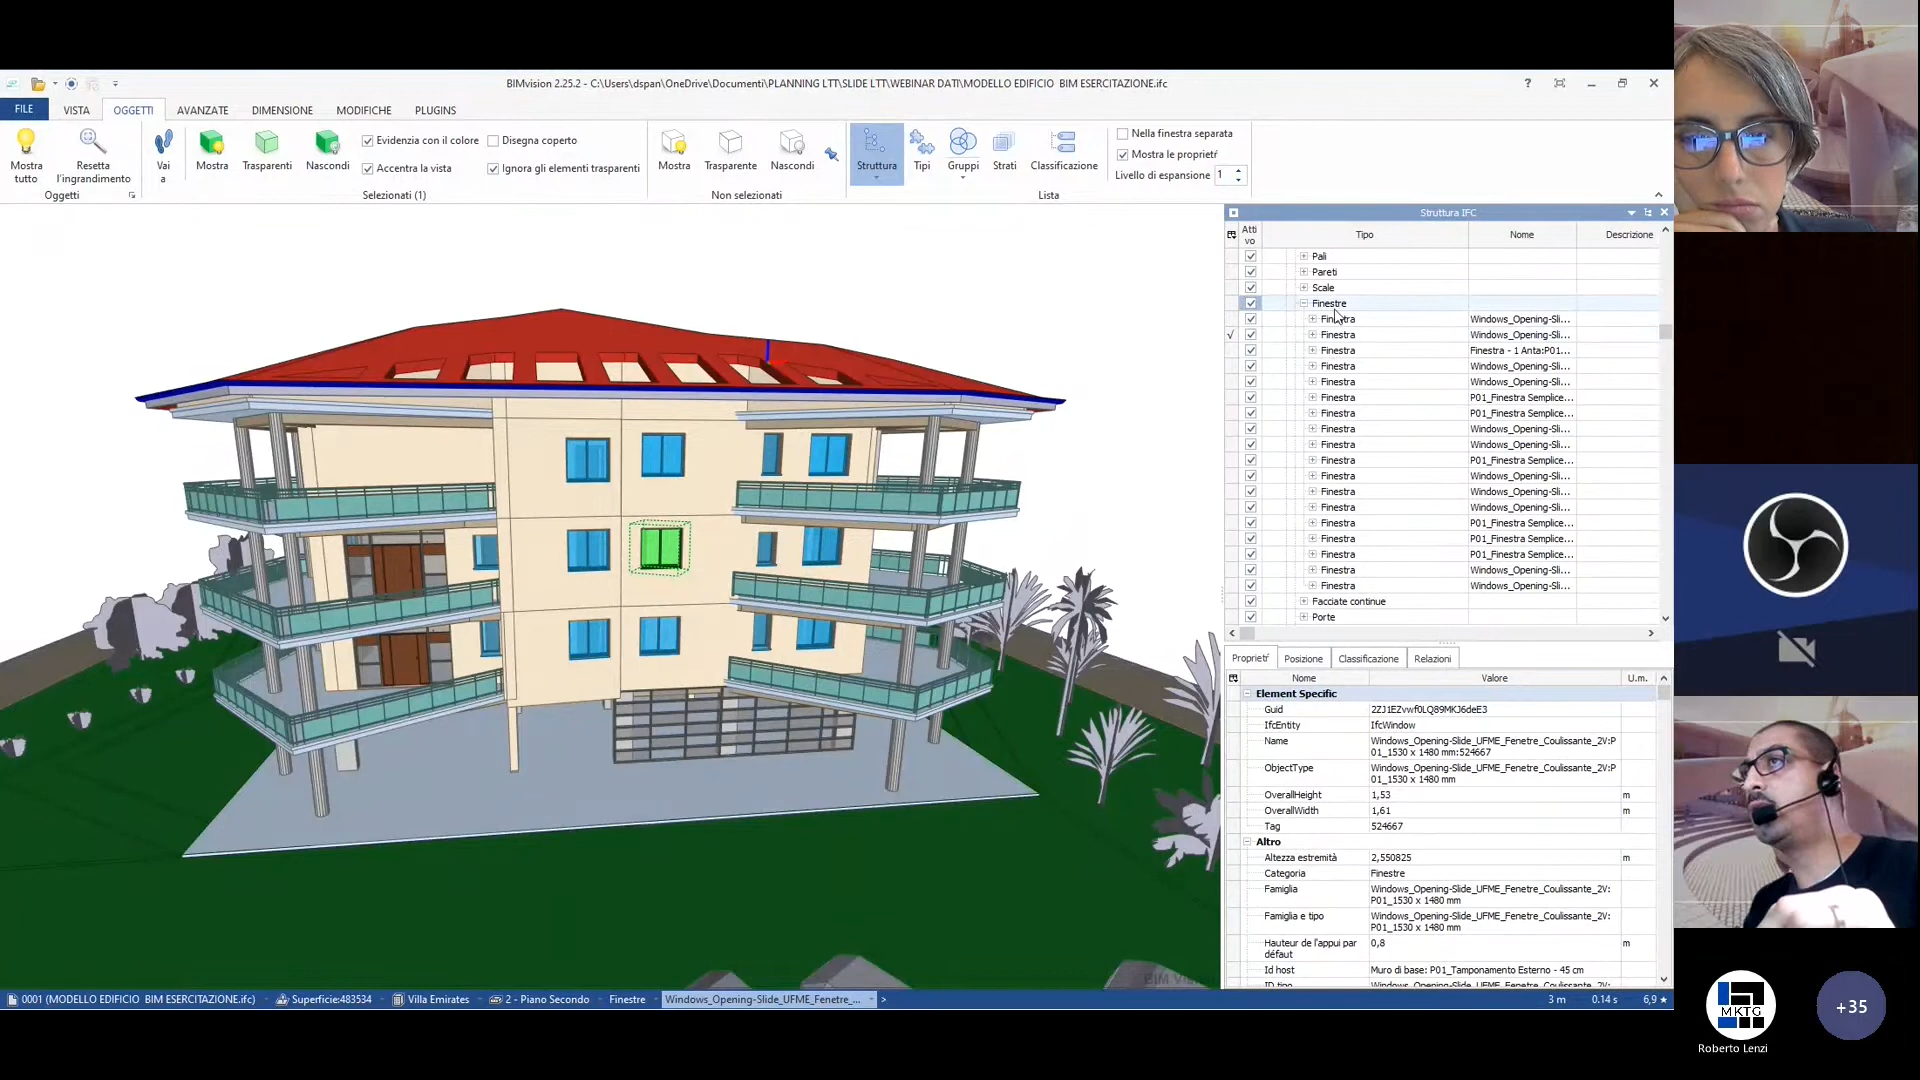 BIMvision 2.25.2 - C:\Users\dspan\OneDrive\Documenti\PLANNING LTT\SLIDE LTT\WEBINAR DATI\MODELLO EDIFICIO  BIM ESERCITAZIONE.ifc
FILE VISTA OGGETTI AVANZATE DIMENSIONE MODIFICHE PLUGINS
Mostra tutto
Resetta l'ingrandimento
Oggetti
Vai a
Mostra
Trasparenti
Nascondi
Evidenzia con il colore
Disegna coperto
Accentra la vista
Ignora gli elementi trasparenti
Selezionati (1)
Mostra
Trasparente
Nascondi
Non selezionati
Struttura
Tipi
Gruppi
Strati
Classificazione
Nella finestra separata
Mostra le proprietŕ
Livello di espansione 1
Lista
Struttura IFC
Atti vo Tipo Nome Descrizione
Pali
Pareti
Scale
Finestre
Finestra Windows_Opening-Sli...
Finestra Windows_Opening-Sli...
Finestra Finestra - 1 Anta:P01...
Finestra Windows_Opening-Sli...
Finestra Windows_Opening-Sli...
Finestra P01_Finestra Semplice...
Finestra P01_Finestra Semplice...
Finestra Windows_Opening-Sli...
Finestra Windows_Opening-Sli...
Finestra P01_Finestra Semplice...
Finestra Windows_Opening-Sli...
Finestra Windows_Opening-Sli...
Finestra Windows_Opening-Sli...
Finestra P01_Finestra Semplice...
Finestra P01_Finestra Semplice...
Finestra P01_Finestra Semplice...
Finestra Windows_Opening-Sli...
Finestra Windows_Opening-Sli...
Facciate continue
Porte
Proprietŕ Posizione Classificazione Relazioni
Nome Valore U.m.
Element Specific
Guid 2ZJ1EZvwf0LQ89MKJ6deE3
IfcEntity IfcWindow
Name Windows_Opening-Slide_UFME_Fenetre_Coulissante_2V:P
01_1530 x 1480 mm:524667
ObjectType Windows_Opening-Slide_UFME_Fenetre_Coulissante_2V:P
01_1530 x 1480 mm
OverallHeight 1,53 m
OverallWidth 1,61 m
Tag 524667
Altro
Altezza estremità 2,550825 m
Categoria Finestre
Famiglia Windows_Opening-Slide_UFME_Fenetre_Coulissante_2V:
P01_1530 x 1480 mm
Famiglia e tipo Windows_Opening-Slide_UFME_Fenetre_Coulissante_2V:
P01_1530 x 1480 mm
Hauteur de l'appui par défaut 0,8 m
Id host Muro di base: P01_Tamponamento Esterno - 45 cm
0001 (MODELLO EDIFICIO  BIM ESERCITAZIONE.ifc) Superficie:483534 Villa Emirates 2 - Piano Secondo Finestre Windows_Opening-Slide_UFME_Fenetre_... > 3 m 0.14 s 6,9
MKTG
Roberto Lenzi
+35